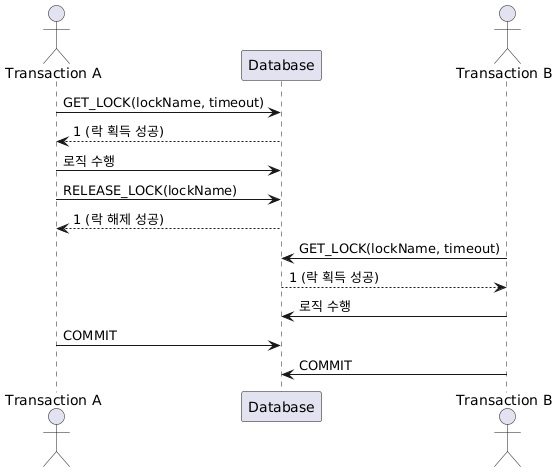 Transaction A
Database
Transaction B
GET_LOCK(lockName, timeout)
1 (락 획득 성공)
로직 수행
RELEASE_LOCK(lockName)
1 (락 해제 성공)
GET_LOCK(lockName, timeout)
1 (락 획득 성공)
로직 수행
COMMIT
COMMIT
Transaction A
Database
Transaction B